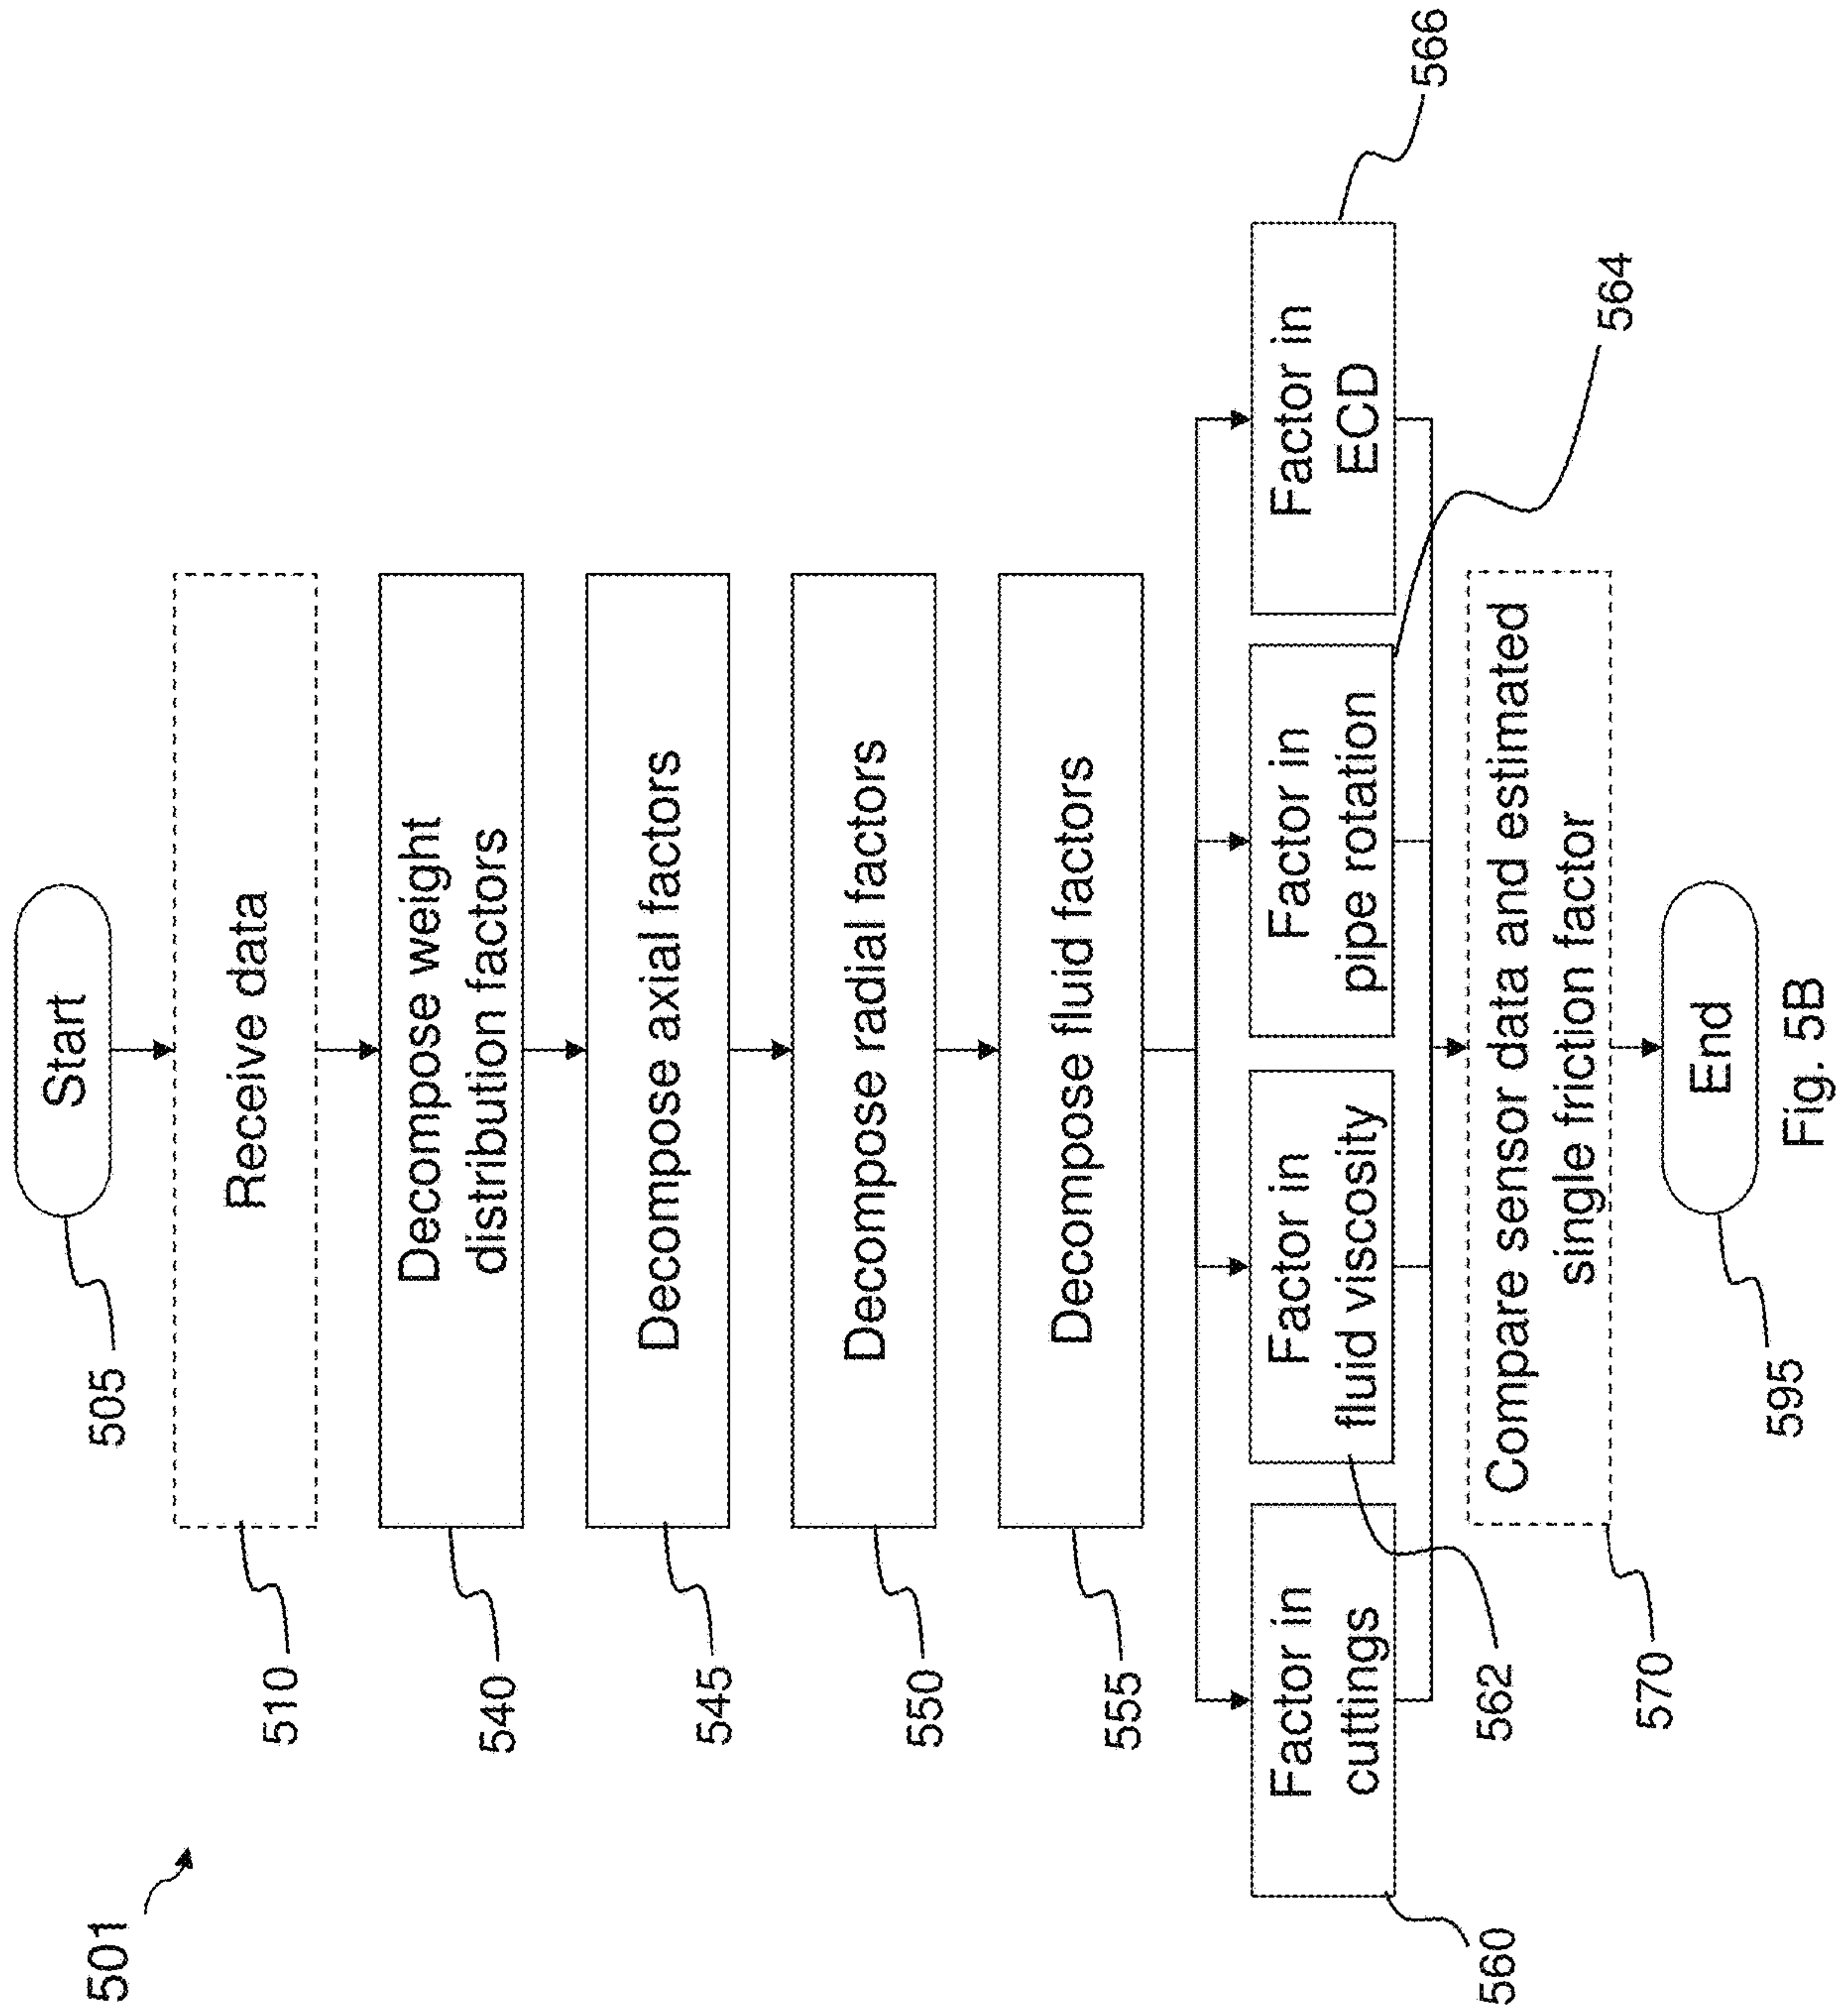 501
Start
505
Receive data
510
Decompose weight
distribution factors
540
Decompose axial factors
545
Decompose radial factors
550
Decompose fluid factors
555
Factor in
cuttings
560
Factor in
fluid viscosity
562
Factor in
pipe rotation
564
Factor in
ECD
566
Compare sensor data and estimated
single friction factor
570
End
595
Fig. 5B